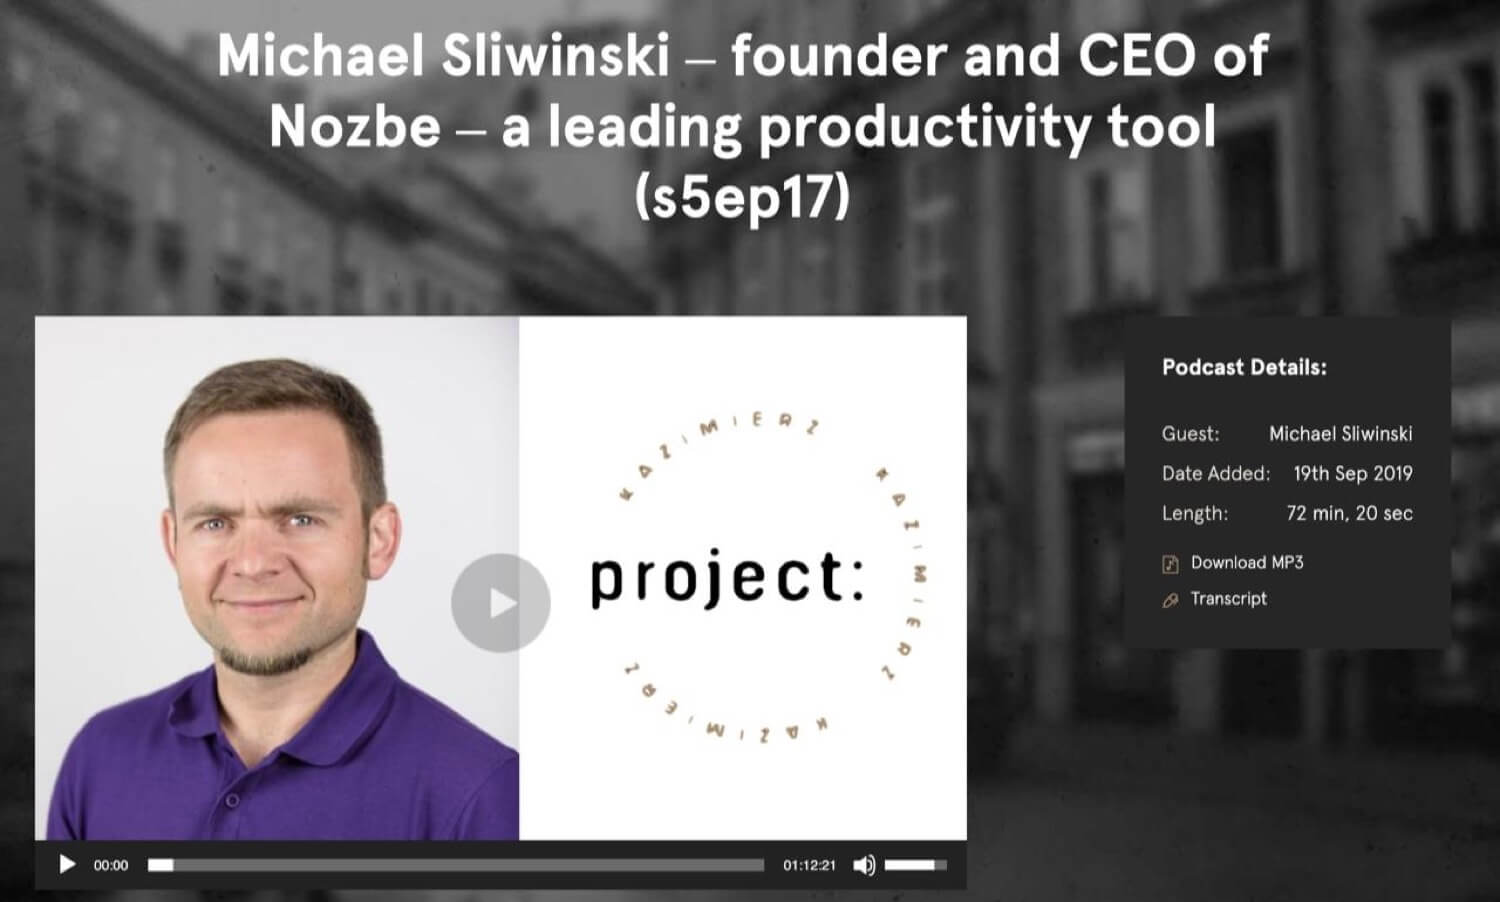 Michael Sliwinski – founder and CEO of
Nozbe – a leading productivity tool
(s5ep17)
KAZIMIERZ
KAZIMIERZ
project:
KAZIMIERZ
Podcast Details:
Guest: Michael Sliwinski
Date Added: 19th Sep 2019
Length: 72 min, 20 sec
Download MP3
Transcript
00:00 01:12:21